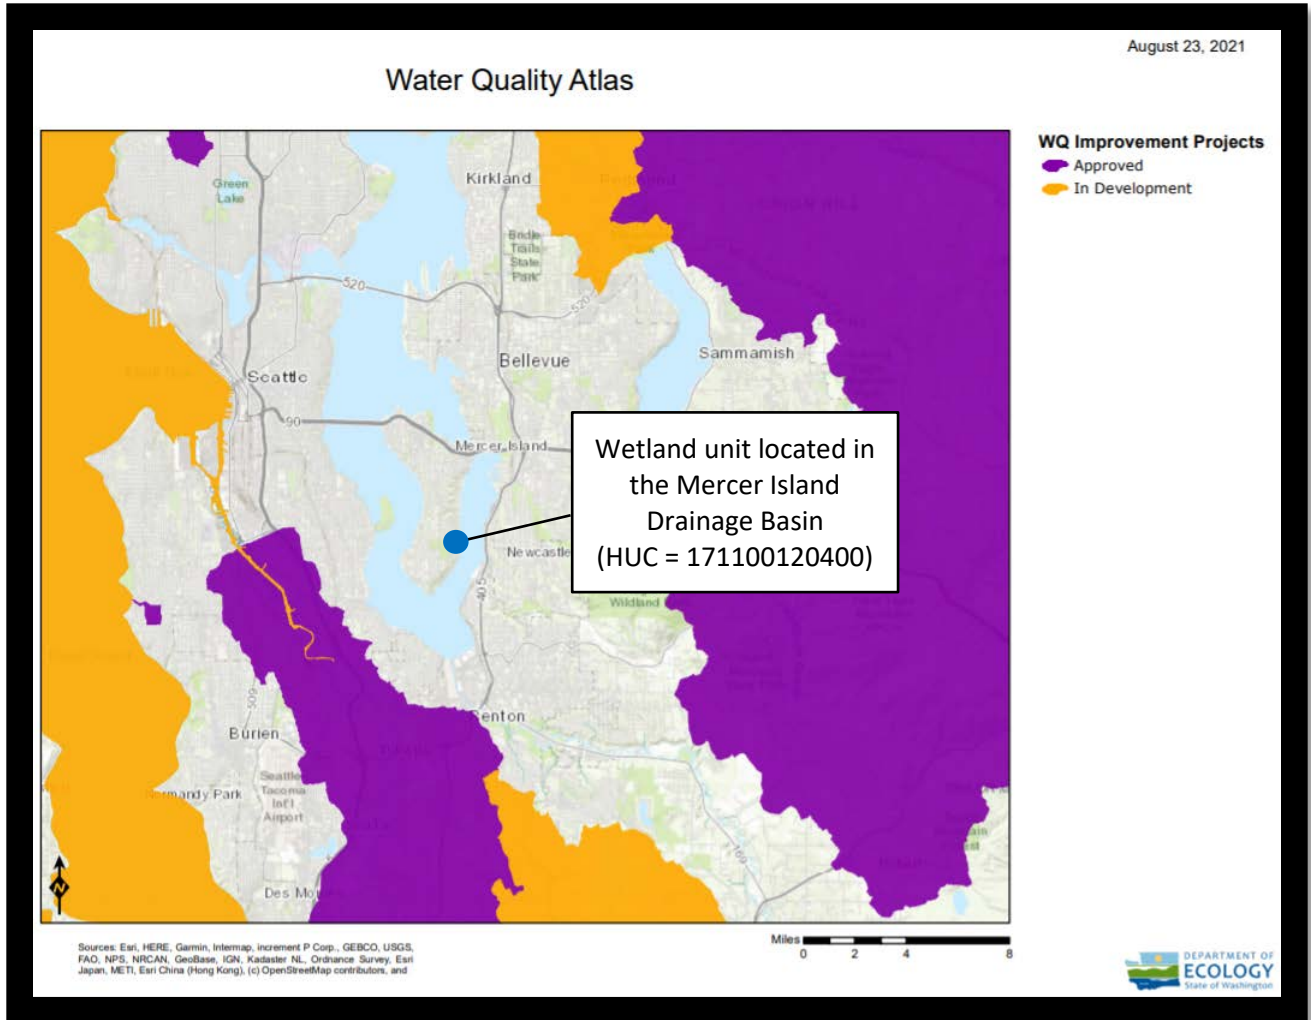 August 23, 2021
Water Quality Atlas
WQ Improvement Projects
Approved
In Development
Green
Lake
Kirkland
Bridle
Trails
State
Park
520
520
Bellevue
Sammamish
Seattle
90
Mercer Island
Wetland unit located in
the Mercer Island
Drainage Basin
(HUC = 171100120400)
Newcastle
405
Wildland
509
Renton
Burien
Normandy Park
Seattle
Tacoma
Int'l
Airport
169
Des Mo
N
Miles
0 2 4 8
Sources: Esri, HERE, Garmin, Intermap, increment P Corp., GEBCO, USGS,
FAO, NPS, NRCAN, GeoBase, IGN, Kadaster NL, Ordnance Survey, Esri
Japan, METI, Esri China (Hong Kong), (c) OpenStreetMap contributors, and
DEPARTMENT OF
ECOLOGY
State of Washington